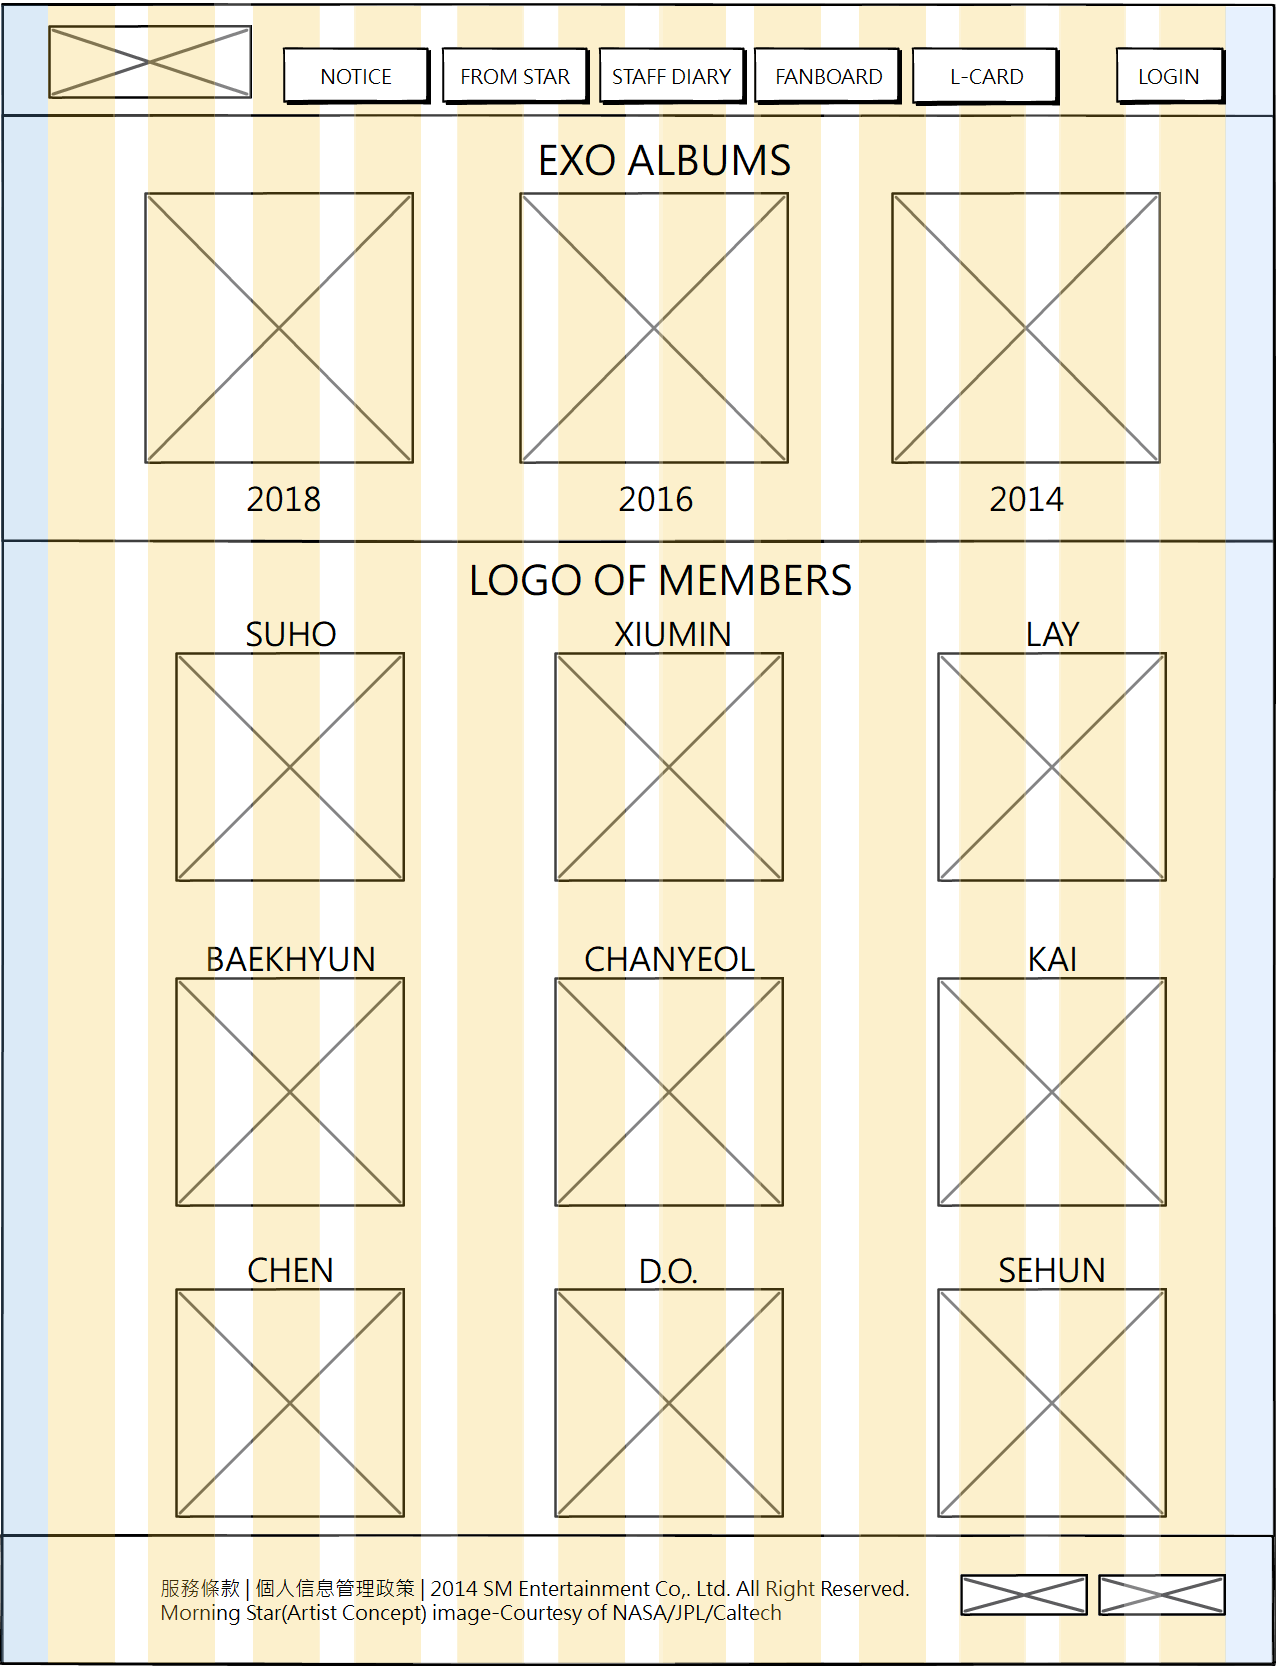 NOTICE
FROM STAR
STAFF DIARY
FANBOARD
L-CARD
LOGIN
EXO ALBUMS
2018
2016
2014
LOGO OF MEMBERS
SUHO
XIUMIN
LAY
BAEKHYUN
CHANYEOL
KAI
CHEN
D.O.
SEHUN
服務條款 | 個人信息管理政策 | 2014 SM Entertainment Co,. Ltd. All Right Reserved.
Morning Star(Artist Concept) image-Courtesy of NASA/JPL/Caltech